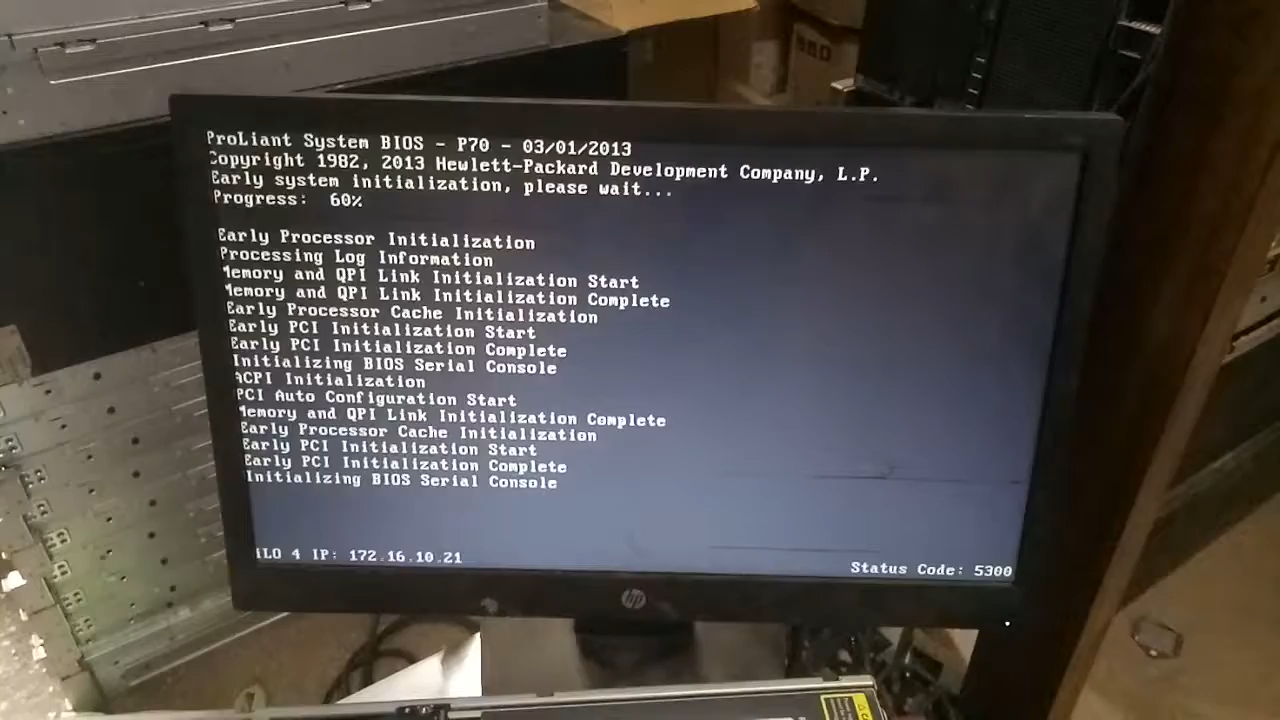 ProLiant System BIOS - P70 - 03/01/2013
Copyright 1982, 2013 Hewlett-Packard Development Company, L.P.
Early system initialization, please wait...
Progress: 60%
Early Processor Initialization
Processing Log Information
Memory and QPI Link Initialization Start
Memory and QPI Link Initialization Complete
Early Processor Cache Initialization
Early PCI Initialization Start
Early PCI Initialization Complete
Initializing BIOS Serial Console
ACPI Initialization
PCI Auto Configuration Start
Memory and QPI Link Initialization Complete
Early Processor Cache Initialization
Early PCI Initialization Start
Early PCI Initialization Complete
Initializing BIOS Serial Console
iLO 4 IP: 172.16.10.21
Status Code: 5300
hp